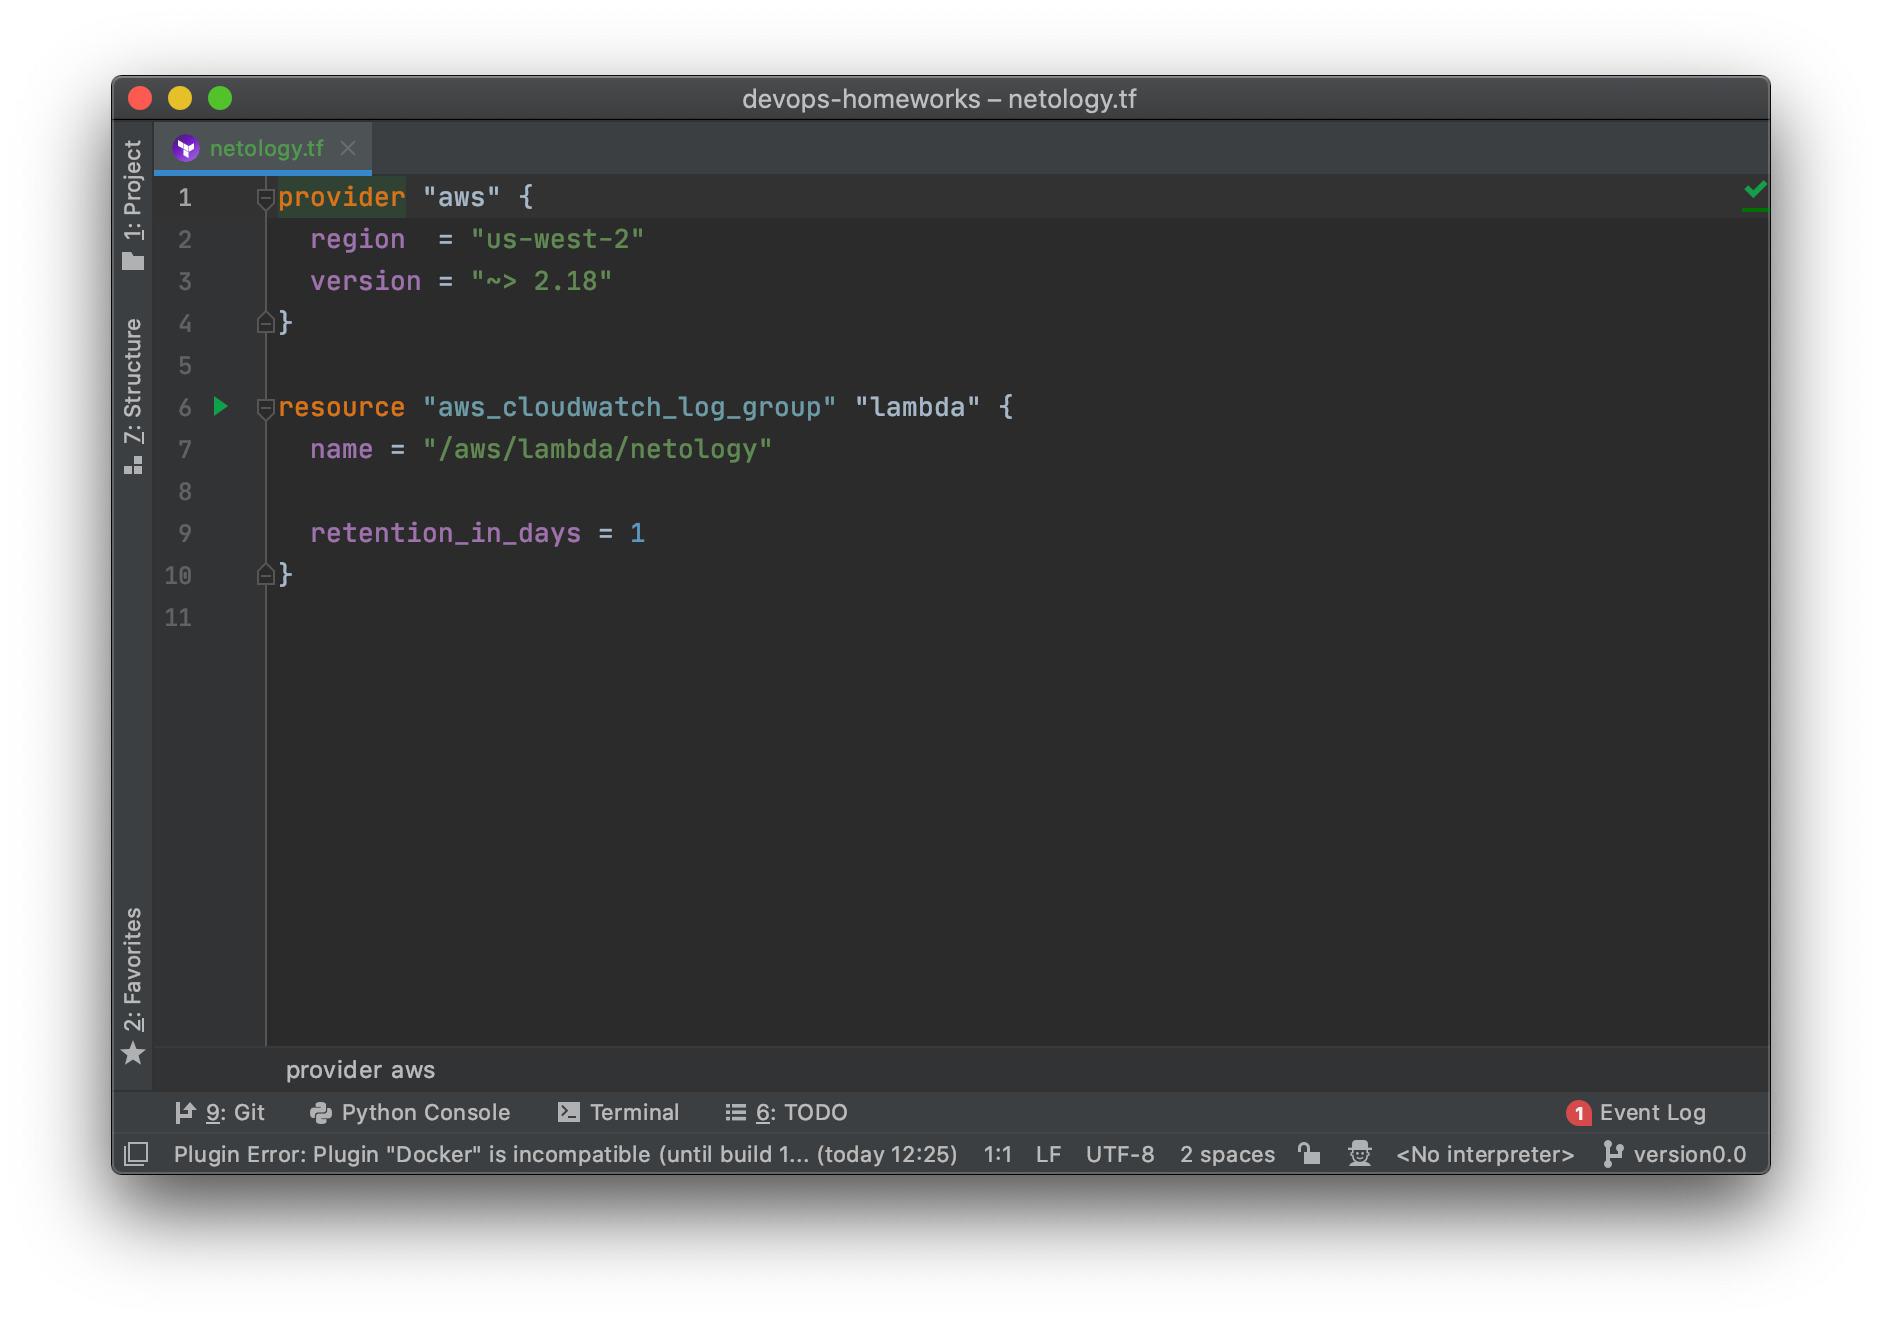 devops-homeworks – netology.tf
netology.tf
1: Project
7: Structure
2: Favorites
1 provider "aws" {
2   region  = "us-west-2"
3   version = "~> 2.18"
4 }
5
6 resource "aws_cloudwatch_log_group" "lambda" {
7   name = "/aws/lambda/netology"
8
9   retention_in_days = 1
10 }
11
provider aws
9: Git Python Console Terminal 6: TODO 1 Event Log
Plugin Error: Plugin "Docker" is incompatible (until build 1... (today 12:25) 1:1 LF UTF-8 2 spaces <No interpreter> version0.0